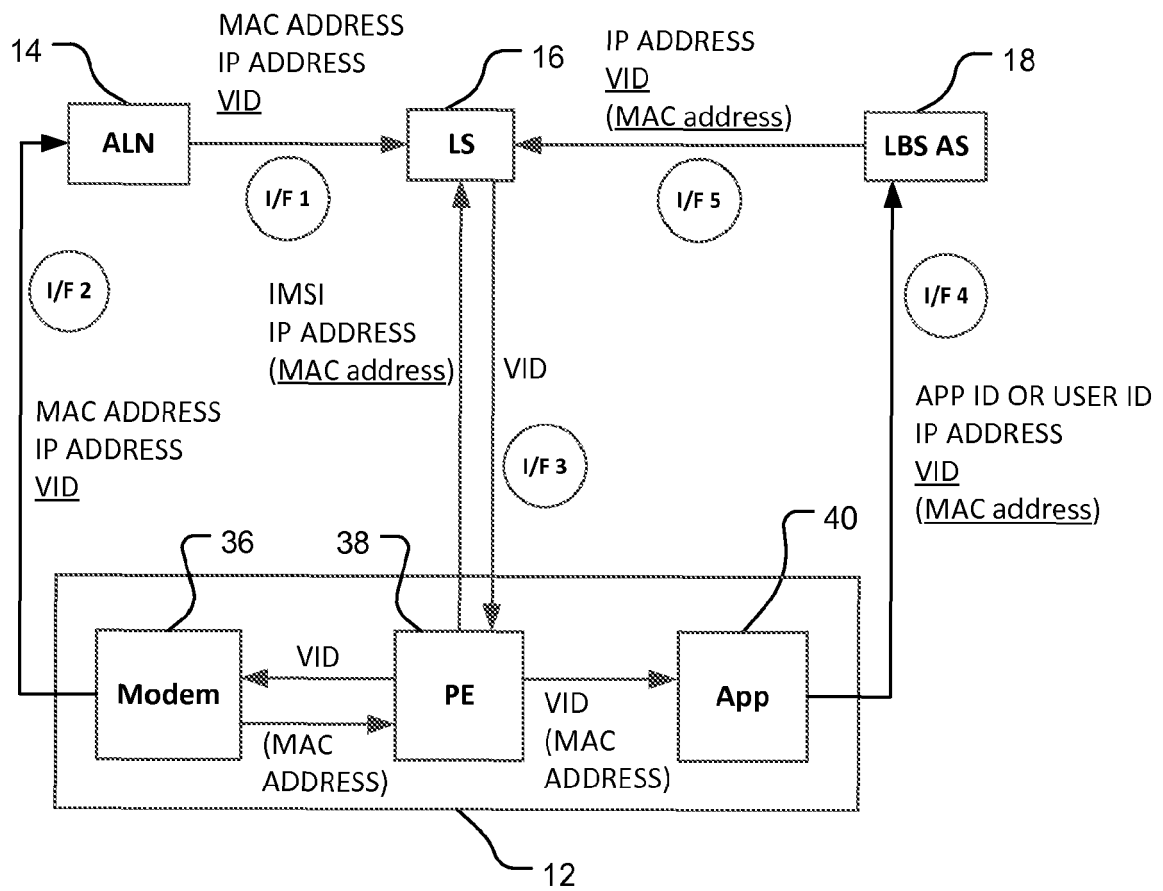 MAC ADDRESS
IP ADDRESS
VID
14
16
IP ADDRESS
VID
(MAC address)
18
ALN
LS
LBS AS
I/F 1
I/F 5
I/F 2
I/F 4
IMSI
IP ADDRESS
(MAC address)
VID
MAC ADDRESS
IP ADDRESS
VID
I/F 3
APP ID OR USER ID
IP ADDRESS
VID
(MAC address)
36
38
40
Modem
VID
(MAC
ADDRESS)
PE
VID
(MAC
ADDRESS)
App
12